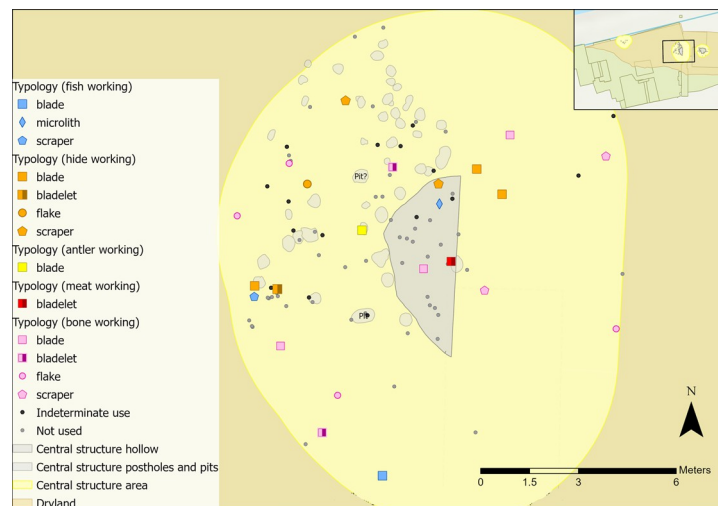 Typology (fish working)
blade
microlith
scraper
Typology (hide working)
blade
bladelet
flake
scraper
Typology (antler working)
blade
Typology (meat working)
bladelet
Typology (bone working)
blade
bladelet
flake
scraper
Indeterminate use
Not used
Central structure hollow
Central structure postholes and pits
Central structure area
Dryland
Pit?
Pit
N
Meters
0 1.5 3 6